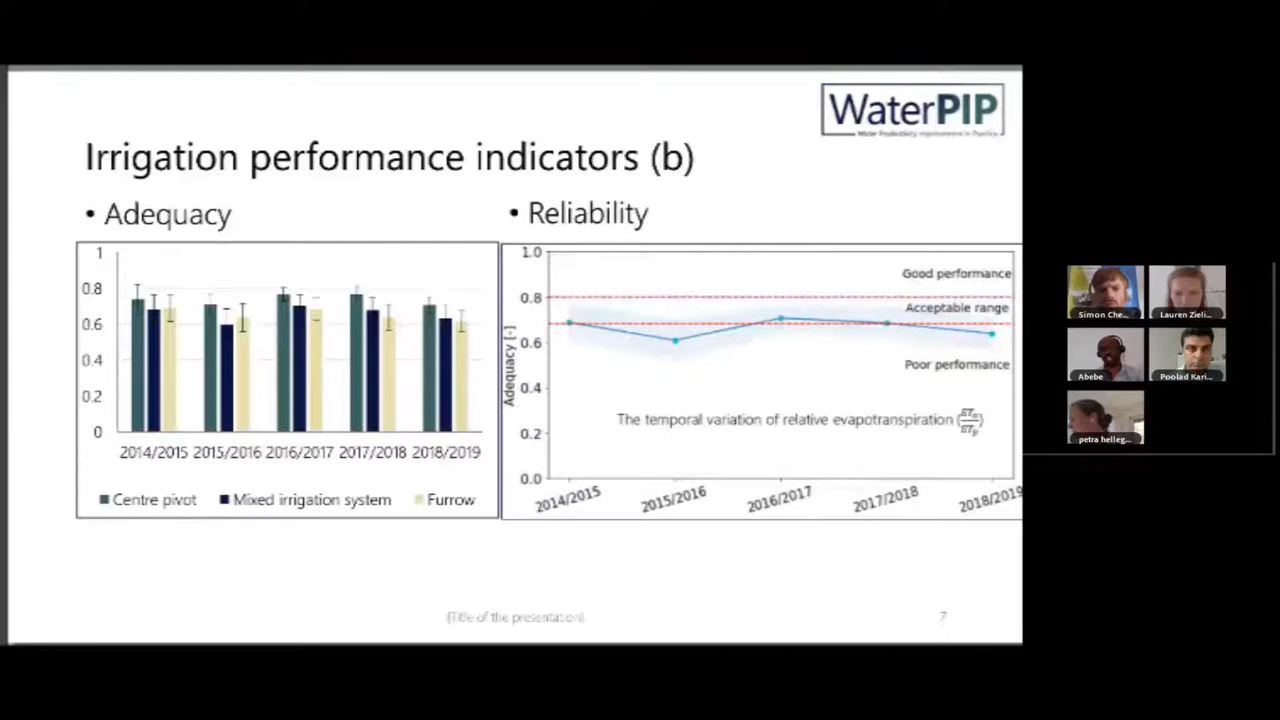 WaterPIP
Water Productivity Improvement in Practice
Irrigation performance indicators (b)
• Adequacy
• Reliability
1
0.8
0.6
0.4
0.2
0
2014/2015 2015/2016 2016/2017 2017/2018 2018/2019
Centre pivot Mixed irrigation system Furrow
1.0
0.8
0.6
0.4
0.2
0.0
Adequacy [-]
Good performance
Acceptable range
Poor performance
The temporal variation of relative evapotranspiration (ETa/ETp)
2014/2015 2015/2016 2016/2017 2017/2018 2018/2019
[Title of the presentation]
7
Simon Che...
Lauren Zieli...
Abebe
Poolad Kari...
petra helleg...